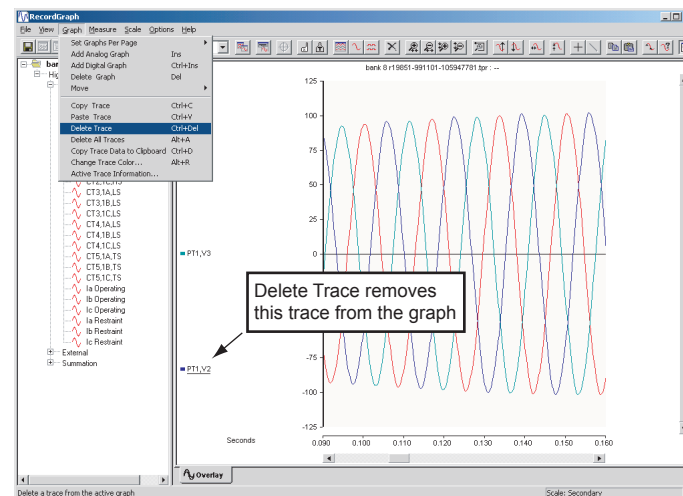 RecordGraph
File View Graph Measure Scale Options Help
Set Graphs Per Page
Add Analog Graph Ins
Add Digital Graph Ctrl+Ins
Delete Graph Del
Move
Copy Trace Ctrl+C
Paste Trace Ctrl+V
Delete Trace Ctrl+Del
Delete All Traces Alt+A
Copy Trace Data to Clipboard Ctrl+D
Change Trace Color... Alt+R
Active Trace Information...
CT3,1A,LS
CT3,1B,LS
CT3,1C,LS
CT4,1A,LS
CT4,1B,LS
CT4,1C,LS
CT5,1A,TS
CT5,1B,TS
CT5,1C,TS
Ia Operating
Ib Operating
Ic Operating
Ia Restraint
Ib Restraint
Ic Restraint
External
Summation
bank 8 r19851-991101-105947781.tpr : --
125
100
75
50
25
0
-75
-100
-125
PT1,V3
PT1,V2
Delete Trace removes
this trace from the graph
Seconds
0.090 0.100 0.110 0.120 0.130 0.140 0.150 0.160
Overlay
Delete a trace from the active graph
Scale: Secondary